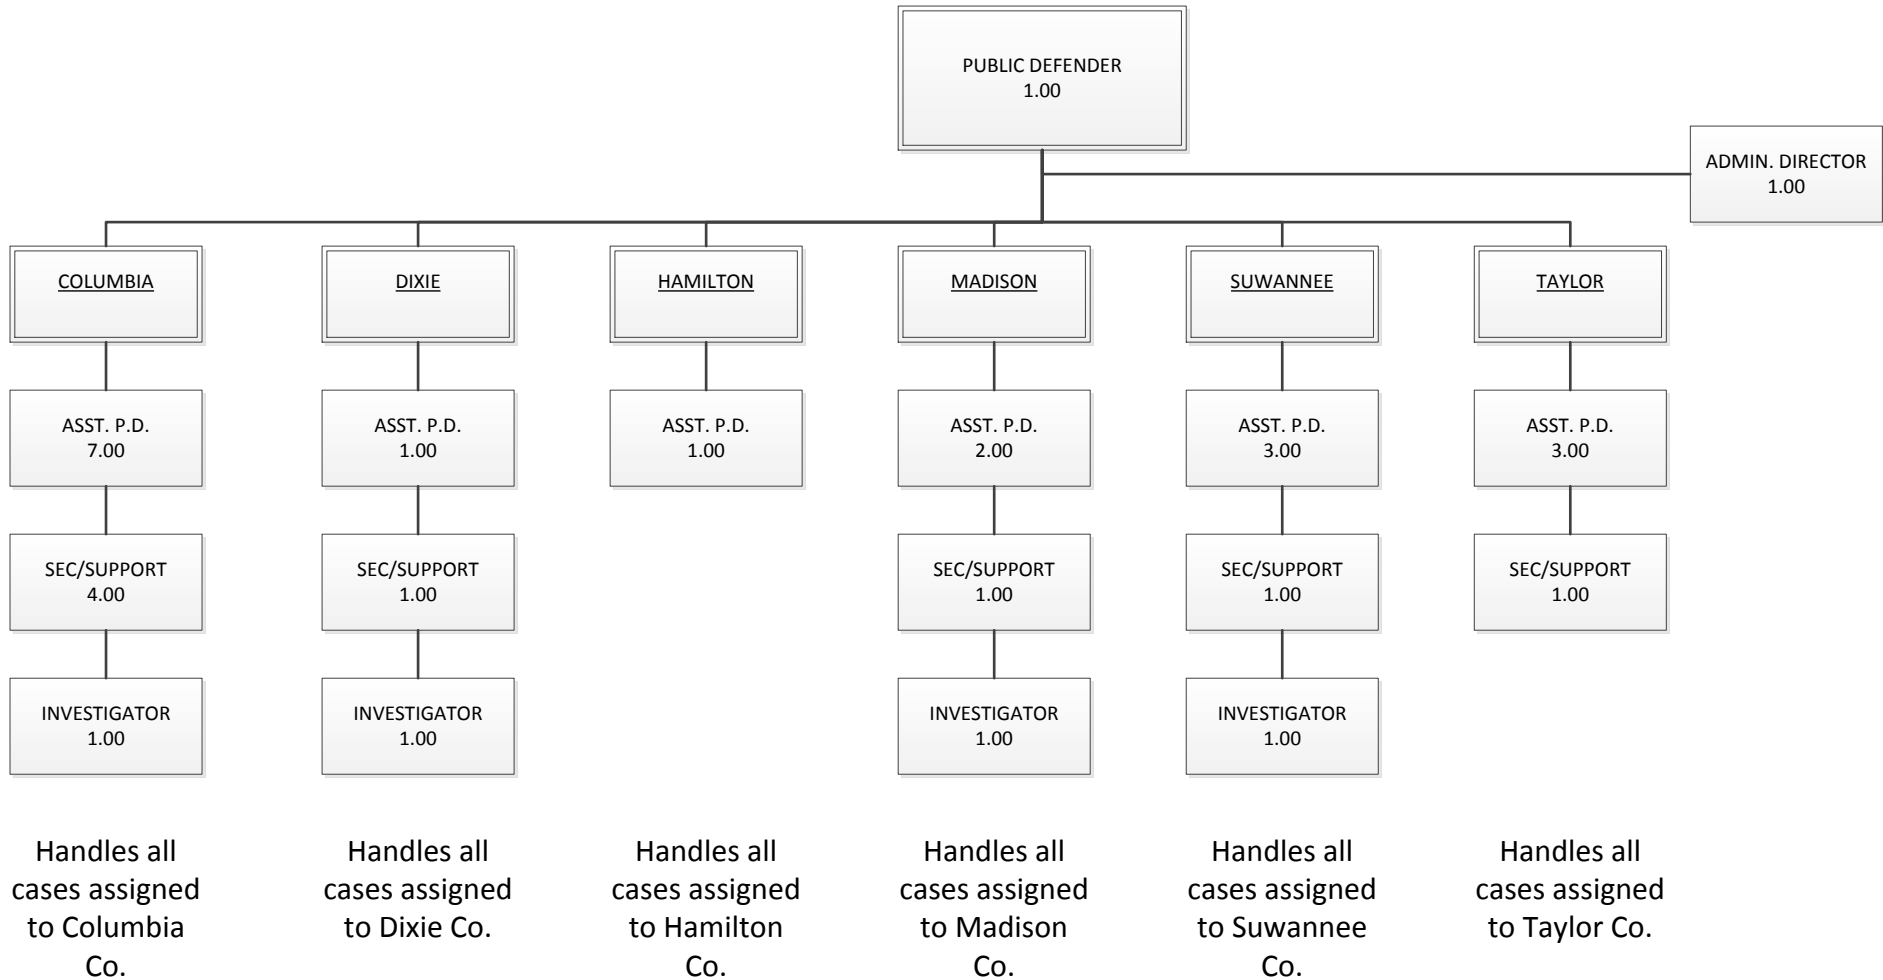 PUBLIC DEFENDER
1.00
ADMIN. DIRECTOR
1.00
COLUMBIA
DIXIE
HAMILTON
MADISON
SUWANNEE
TAYLOR
ASST. P.D.
7.00
ASST. P.D.
1.00
ASST. P.D.
1.00
ASST. P.D.
2.00
ASST. P.D.
3.00
ASST. P.D.
3.00
SEC/SUPPORT
4.00
SEC/SUPPORT
1.00
SEC/SUPPORT
1.00
SEC/SUPPORT
1.00
SEC/SUPPORT
1.00
INVESTIGATOR
1.00
INVESTIGATOR
1.00
INVESTIGATOR
1.00
INVESTIGATOR
1.00
Handles all
cases assigned
to Columbia
Co.
Handles all
cases assigned
to Dixie Co.
Handles all
cases assigned
to Hamilton
Co.
Handles all
cases assigned
to Madison
Co.
Handles all
cases assigned
to Suwannee
Co.
Handles all
cases assigned
to Taylor Co.